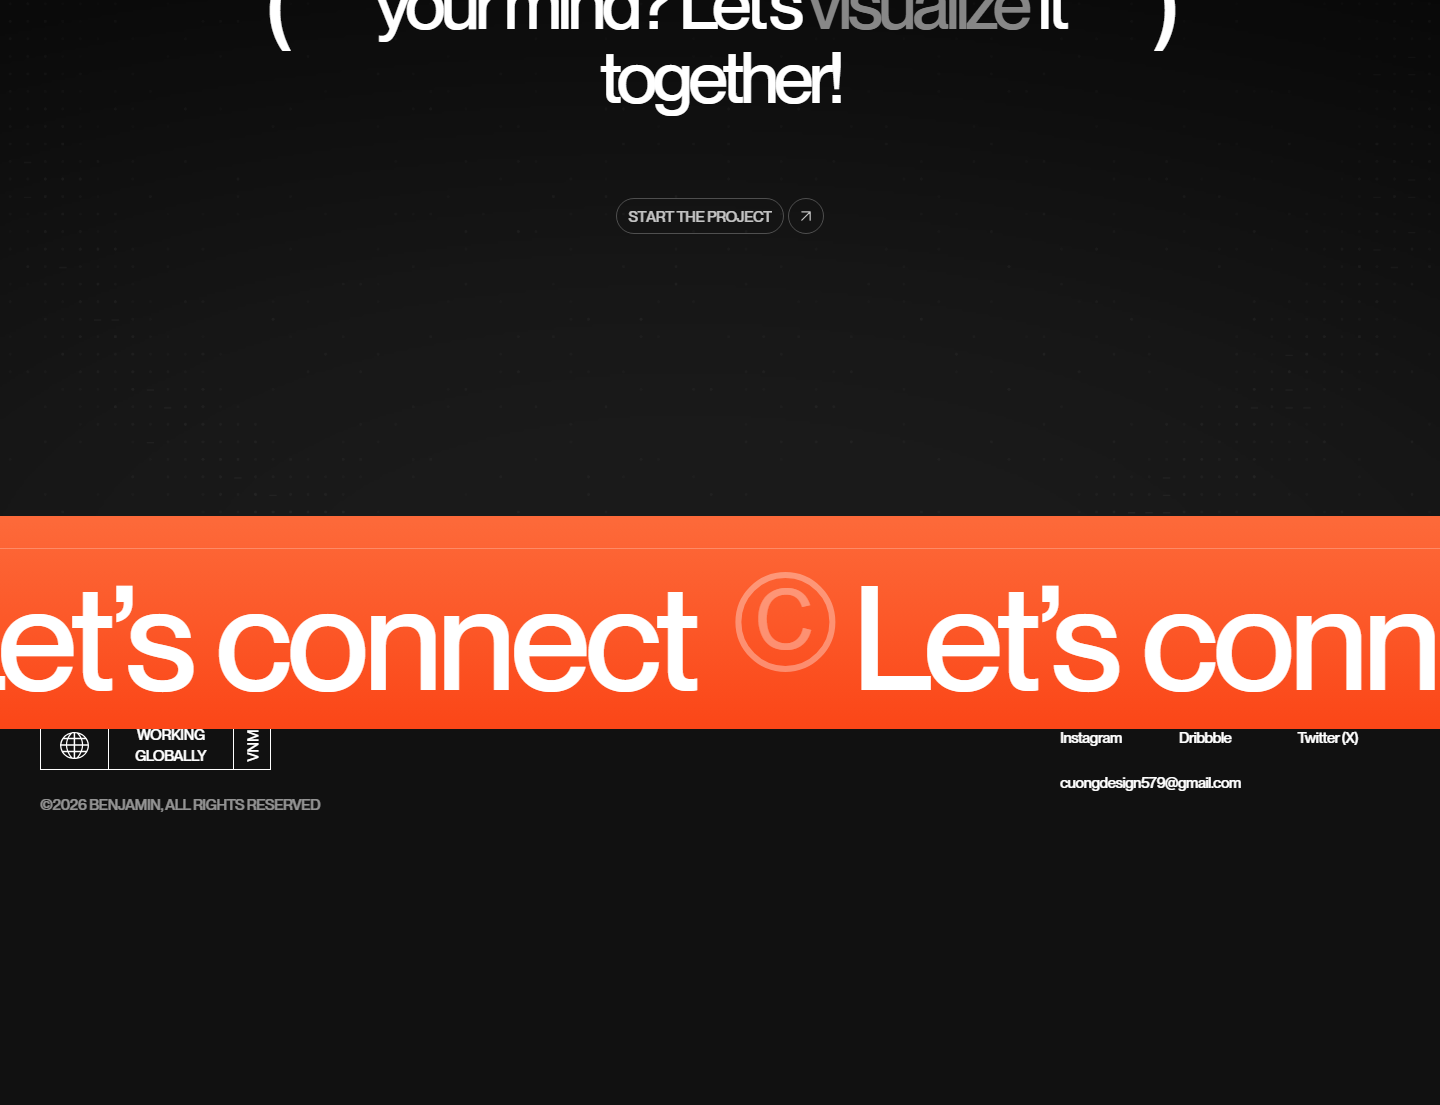 ( your mind? Let's visualize it )
together!
START THE PROJECT
Let’s connect © Let’s conn
WORKING
GLOBALLY
VNM
Instagram Dribbble Twitter (X)
cuongdesign579@gmail.com
©2026 BENJAMIN, ALL RIGHTS RESERVED